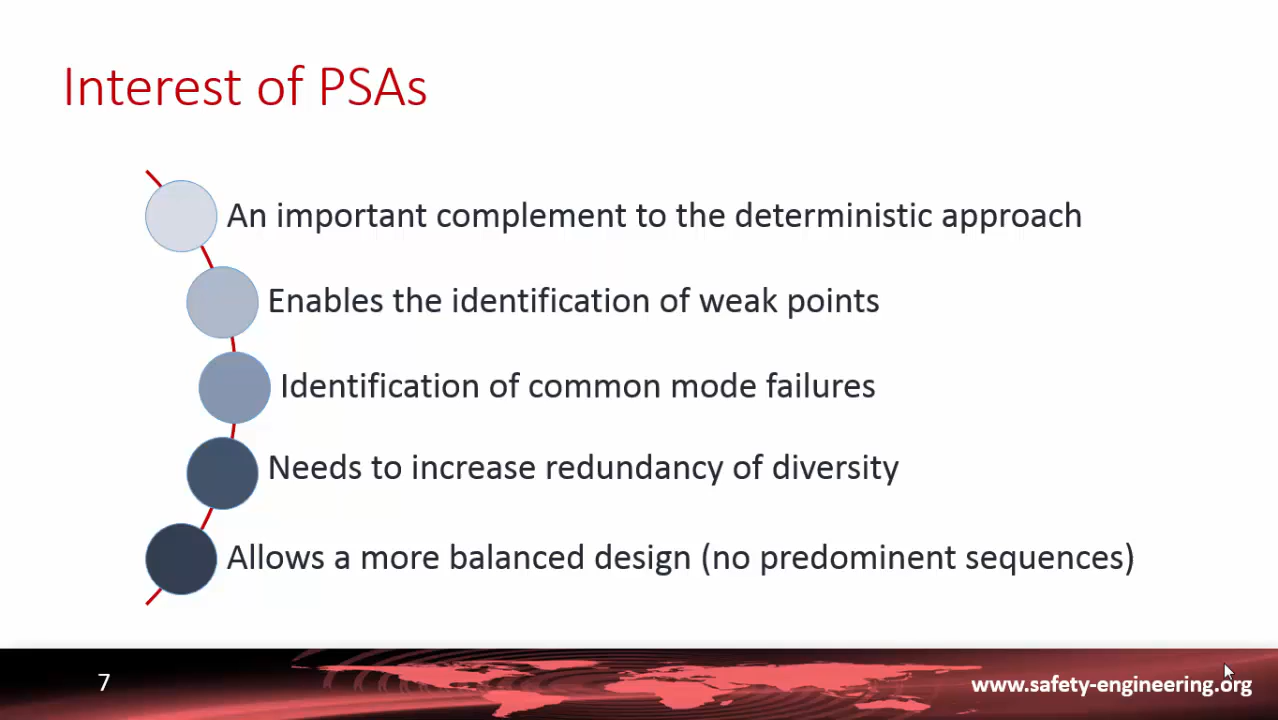 Interest of PSAs
An important complement to the deterministic approach
Enables the identification of weak points
Identification of common mode failures
Needs to increase redundancy of diversity
Allows a more balanced design (no predominent sequences)
7
www.safety-engineering.org